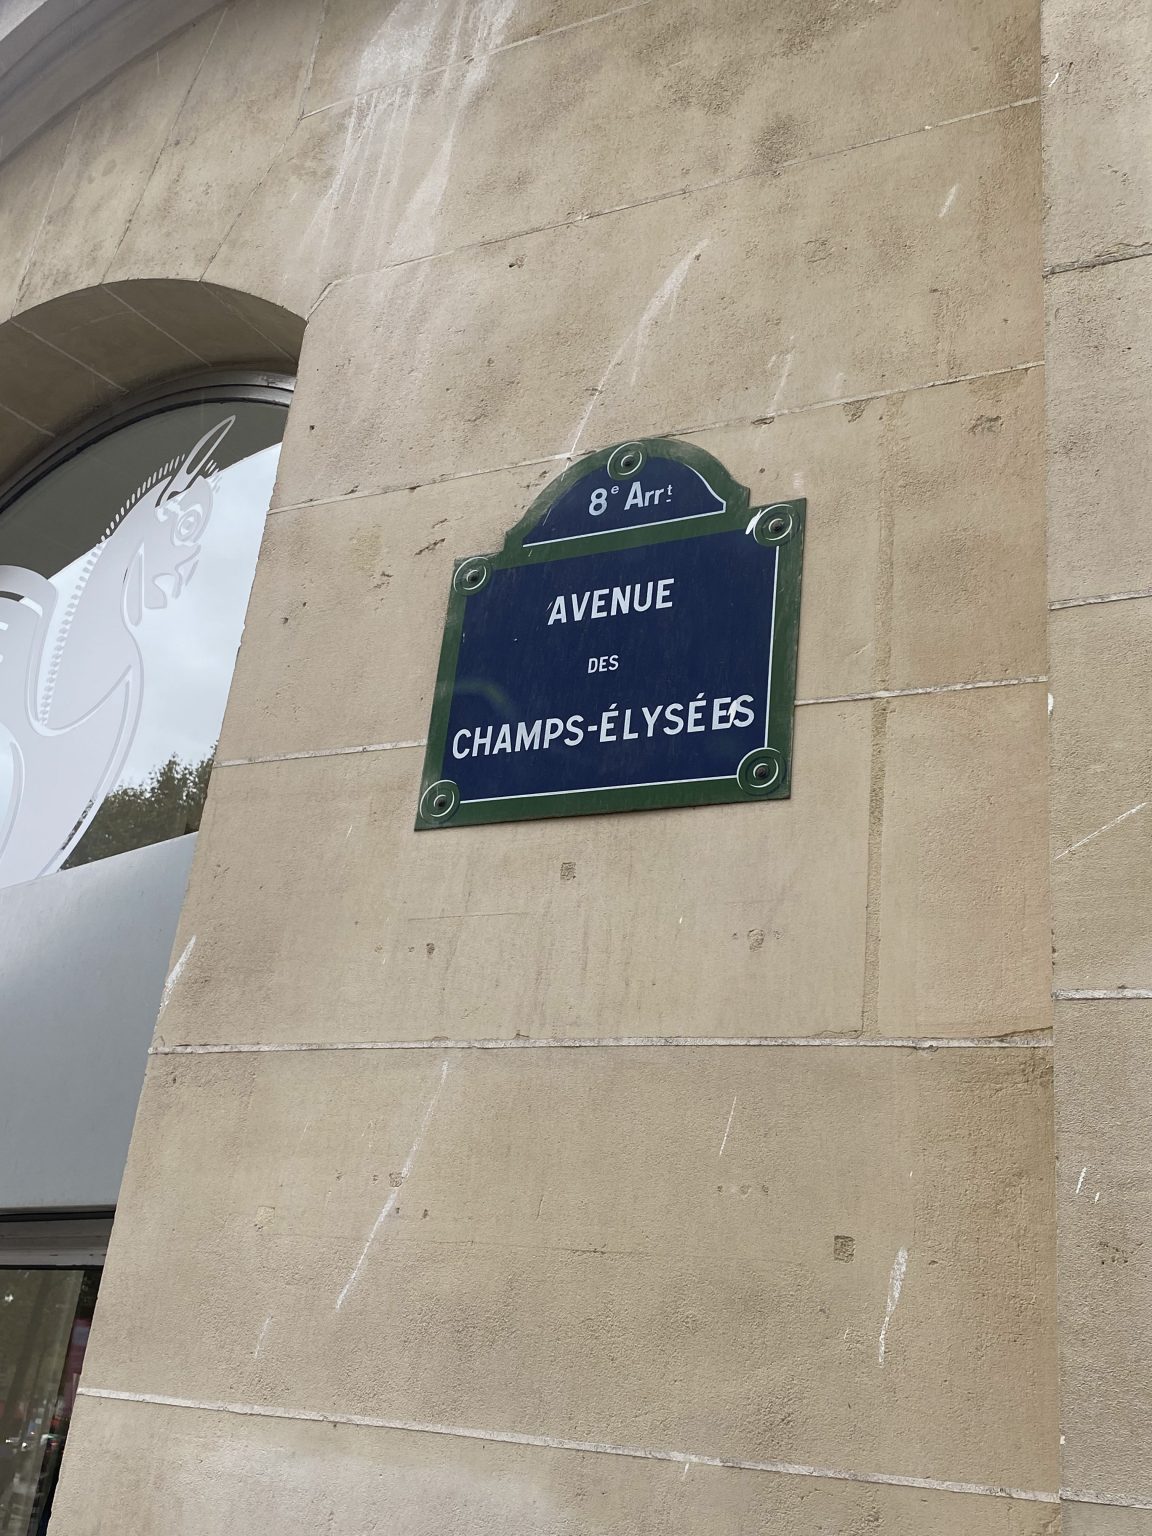 8e Arrt
AVENUE
DES
CHAMPS-ÉLYSÉES